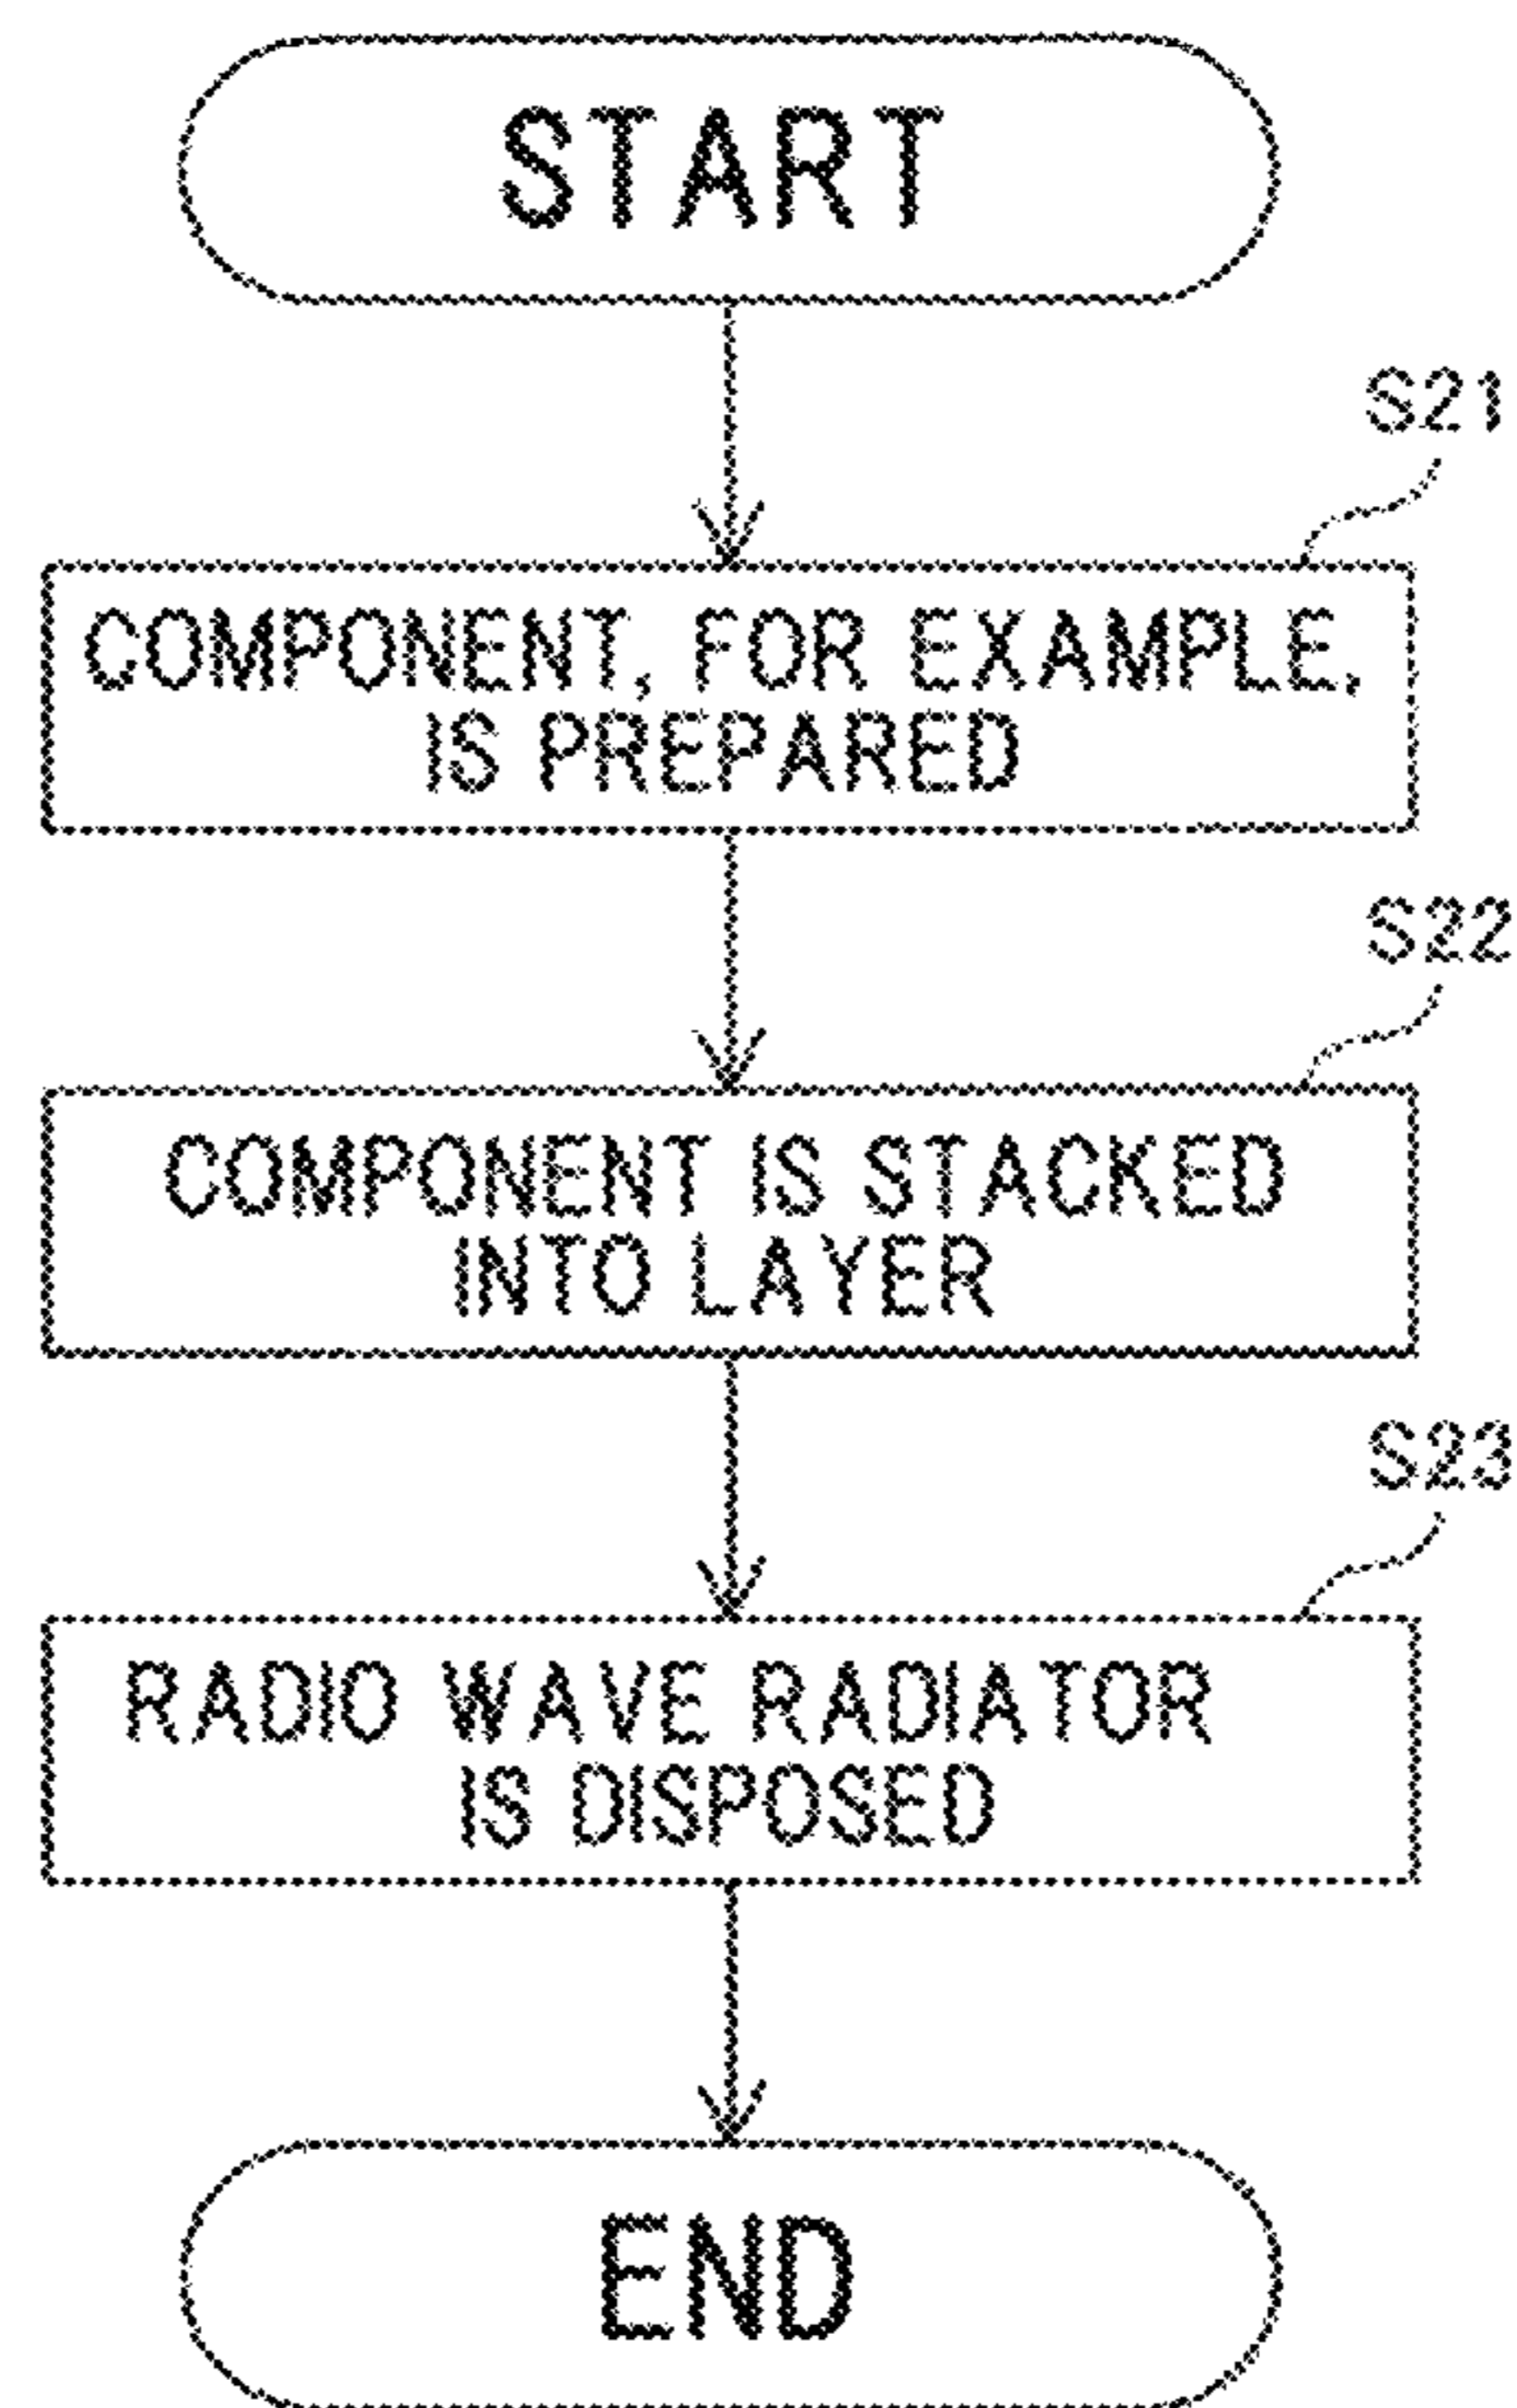 START
S21
COMPONENT, FOR EXAMPLE,
IS PREPARED
S22
COMPONENT IS STACKED
INTO LAYER
S23
RADIO WAVE RADIATOR
IS DISPOSED
END